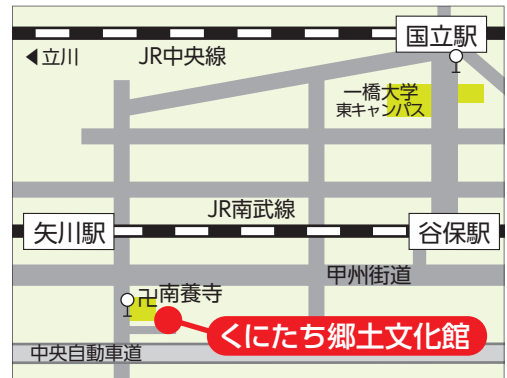 国立駅
◀立川
JR中央線
一橋大学
東キャンパス
JR南武線
矢川駅
谷保駅
甲州街道
卍南養寺
くにたち郷土文化館
中央自動車道